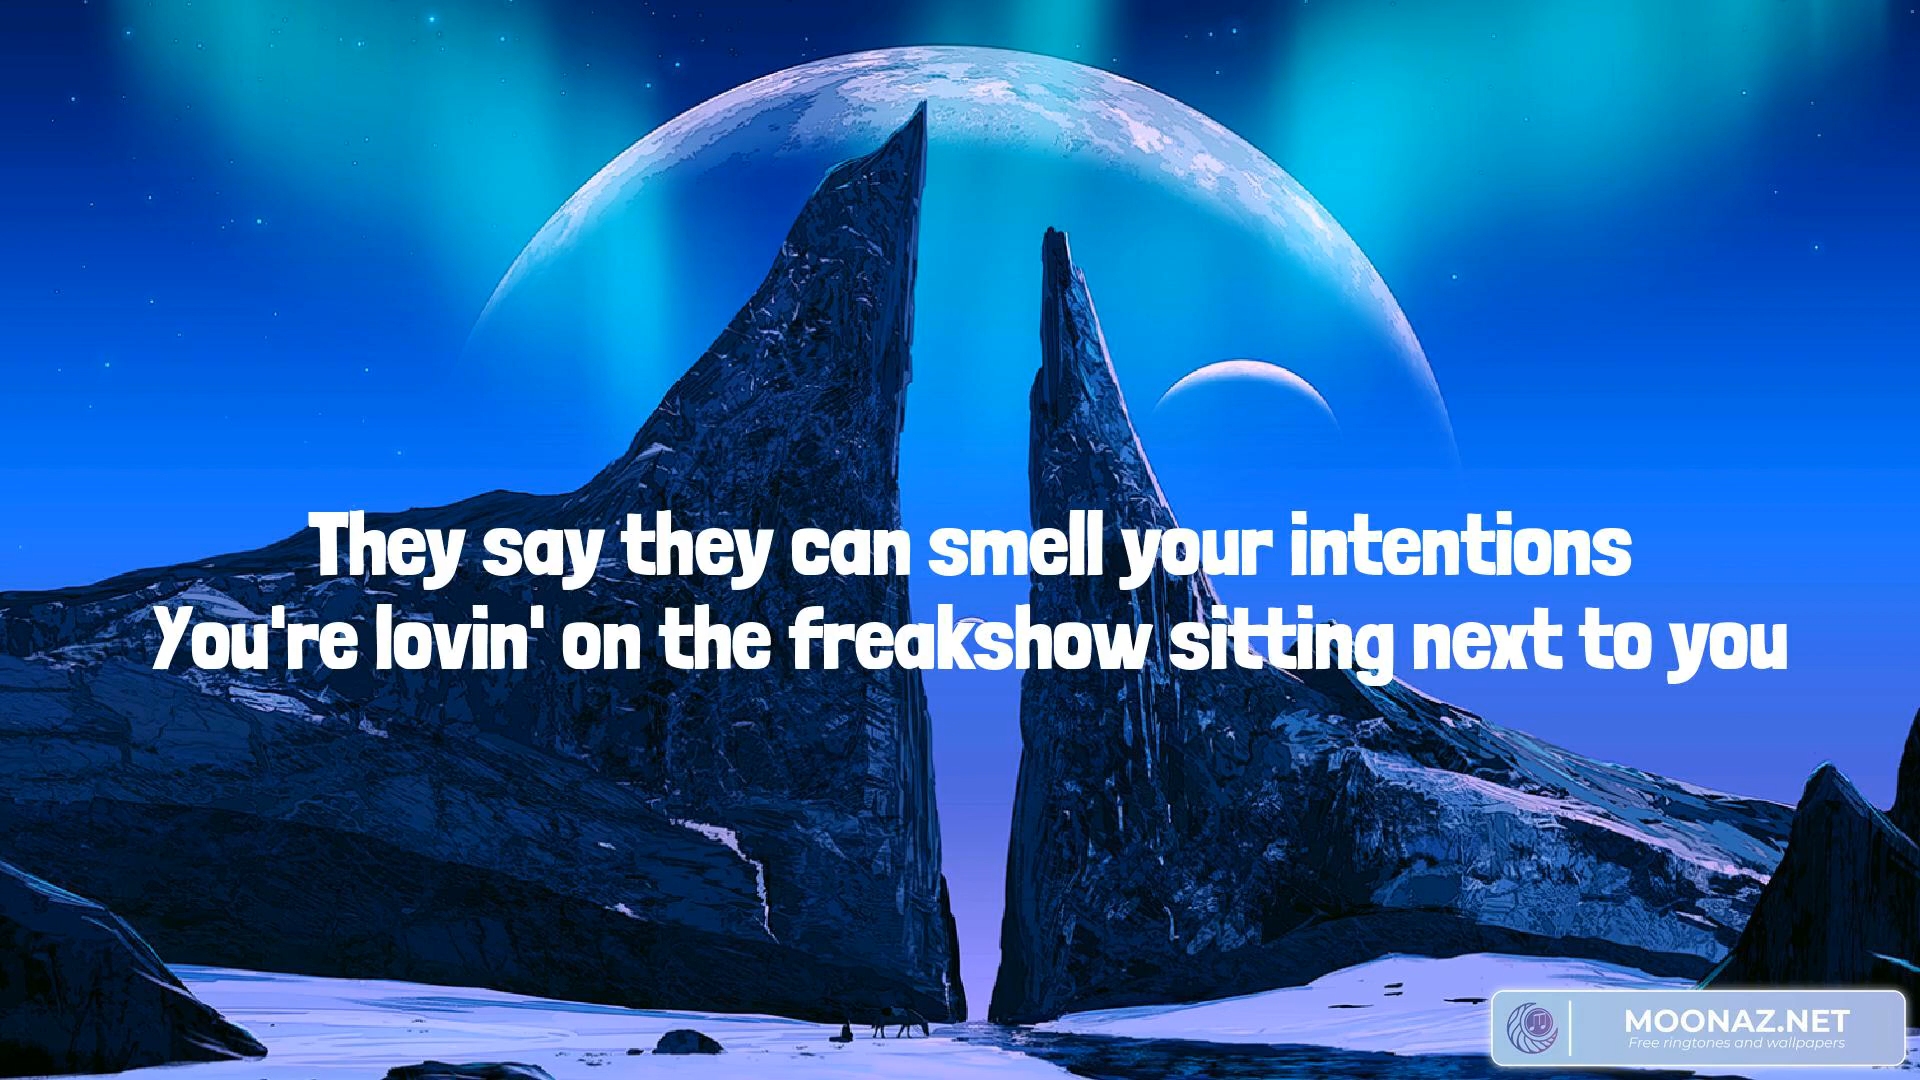 They say they can smell your intentions
You're lovin' on the freakshow sitting next to you
MOONAZ.NET
Free ringtones and wallpapers